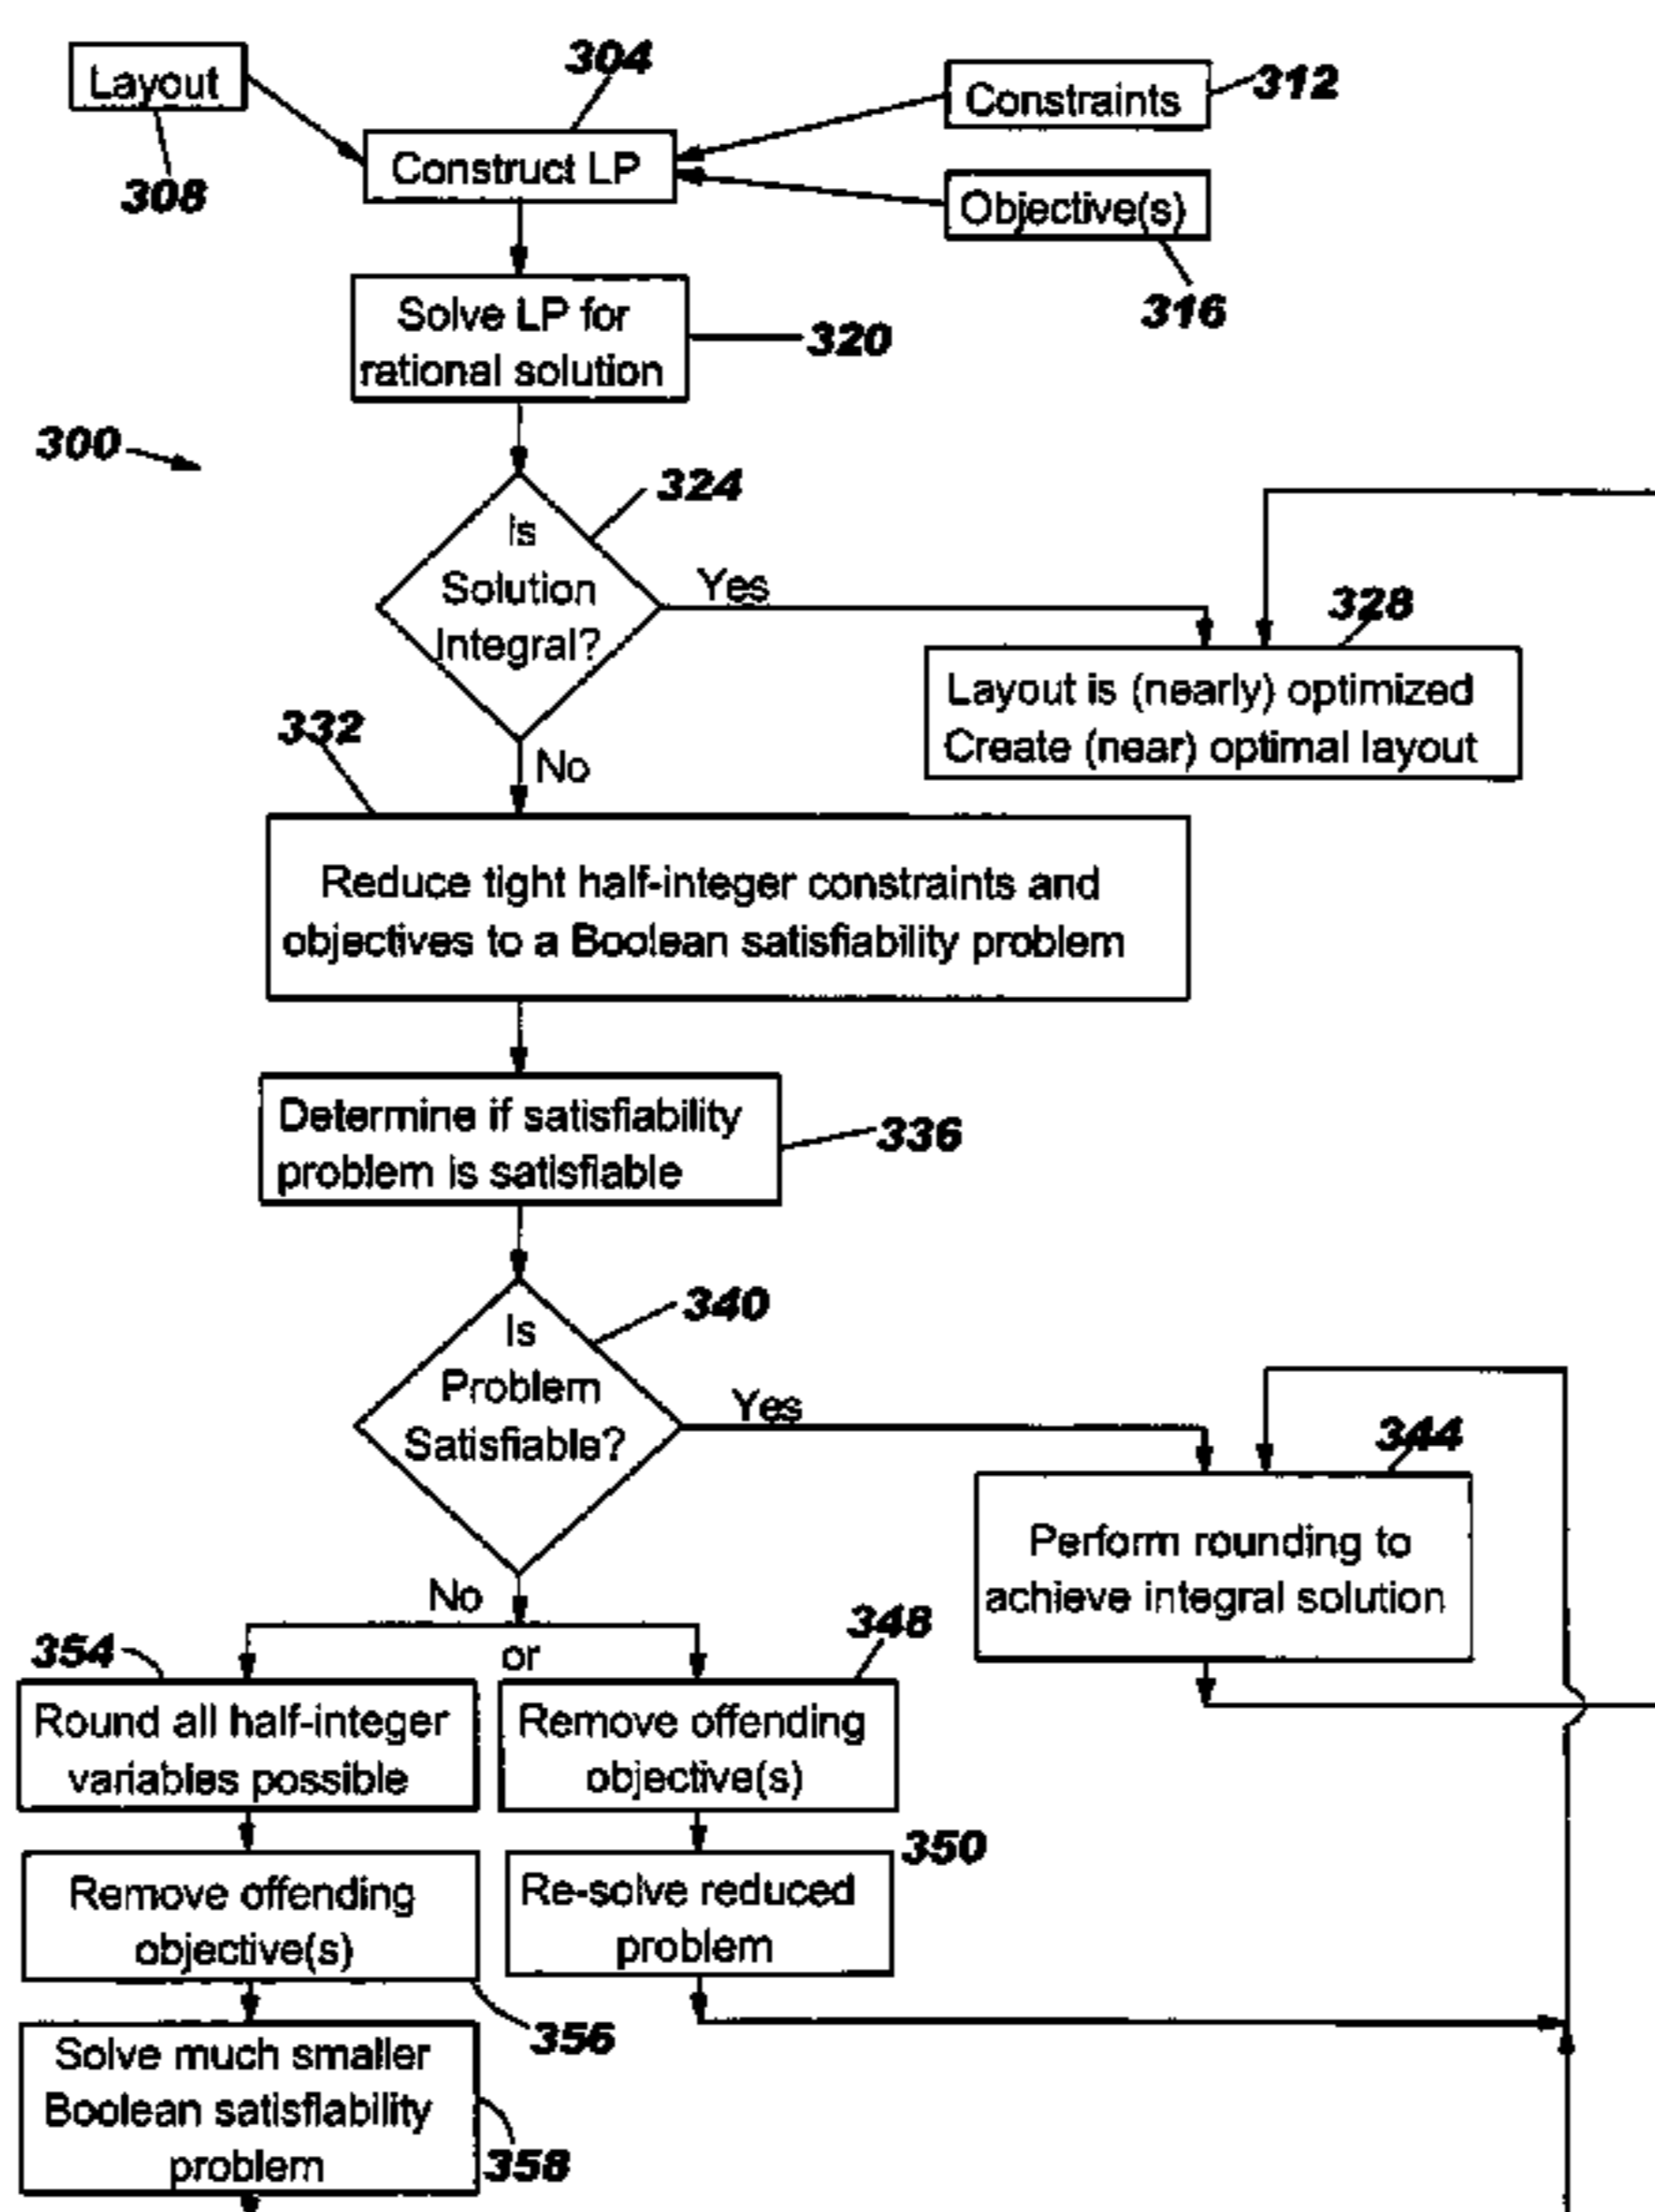 Layout
304
Constraints
312
308
Construct LP
Objective(s)
316
Solve LP for
rational solution
320
300
324
Is
Solution
Integral?
Yes
328
Layout is (nearly) optimized
Create (near) optimal layout
332
No
Reduce tight half-integer constraints and
objectives to a Boolean satisfiability problem
Determine if satisfiability
problem is satisfiable
336
340
Is
Problem
Satisfiable?
Yes
344
Perform rounding to
achieve integral solution
No
or
354
348
Round all half-integer
variables possible
Remove offending
objective(s)
350
Remove offending
objective(s)
Re-solve reduced
problem
356
Solve much smaller
Boolean satisfiability
problem
358